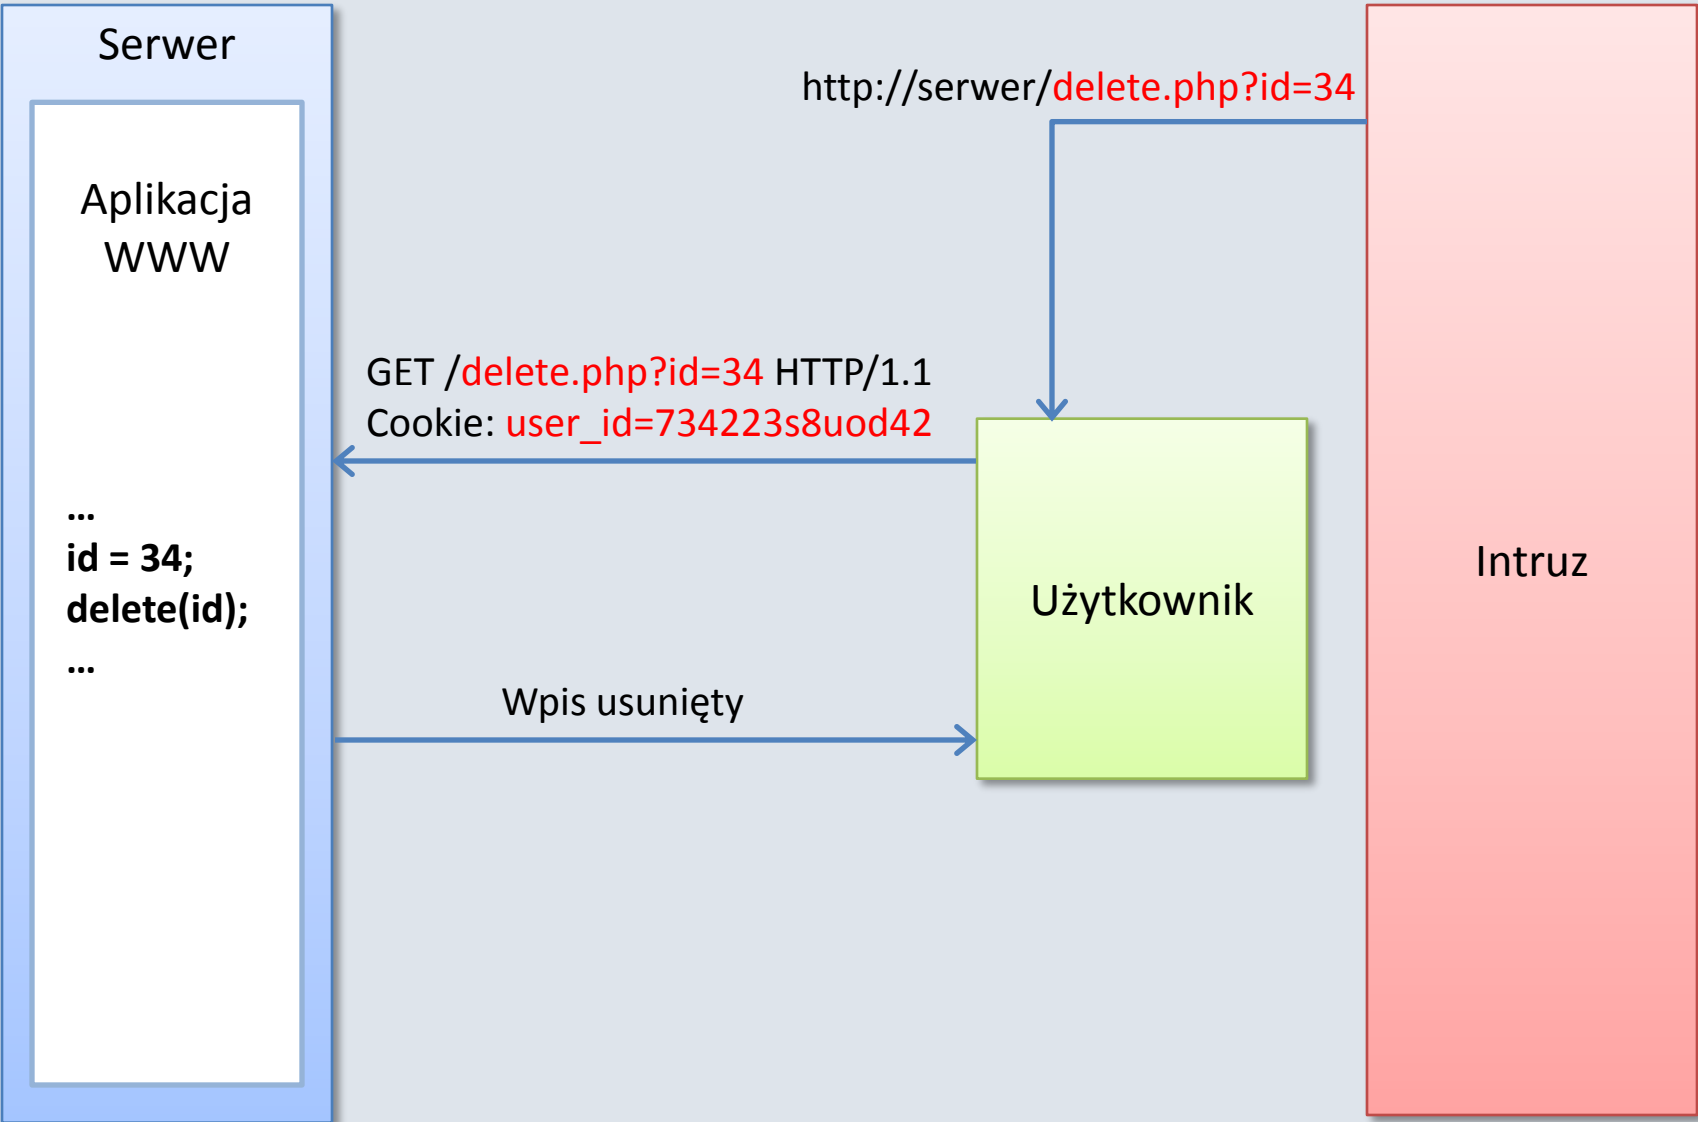 Serwer
Aplikacja
WWW
…
id = 34;
delete(id);
…
http://serwer/delete.php?id=34
GET /delete.php?id=34 HTTP/1.1
Cookie: user_id=734223s8uod42
Wpis usunięty
Użytkownik
Intruz